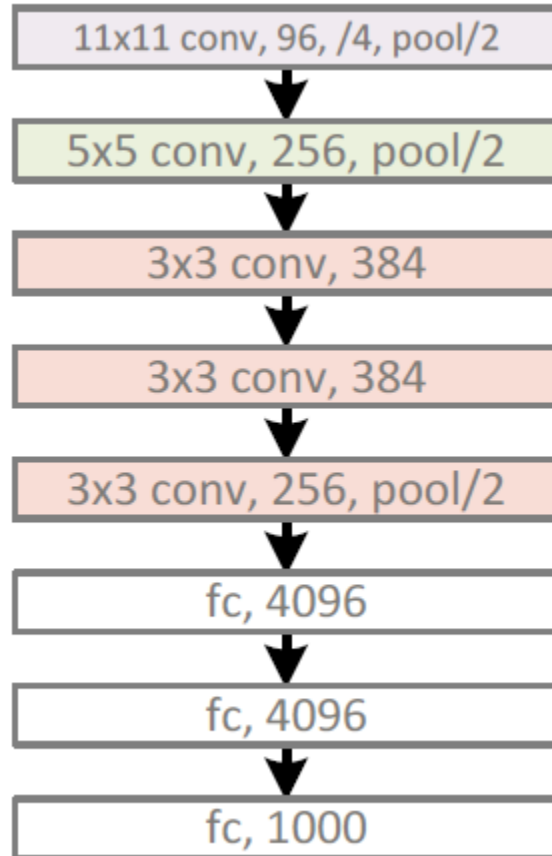 11x11 conv, 96, /4, pool/2
5x5 conv, 256, pool/2
3x3 conv, 384
3x3 conv, 384
3x3 conv, 256, pool/2
fc, 4096
fc, 4096
fc, 1000